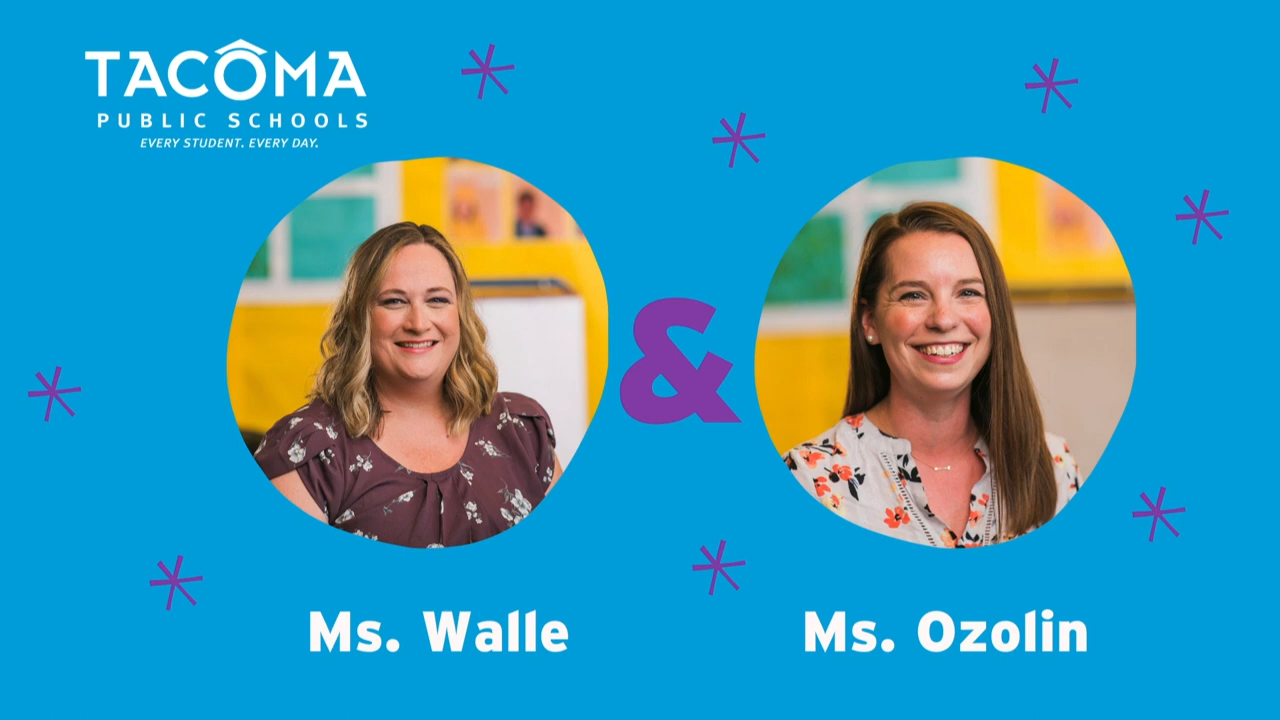 TACOMA
PUBLIC SCHOOLS
EVERY STUDENT. EVERY DAY.
&
Ms. Walle
Ms. Ozolin